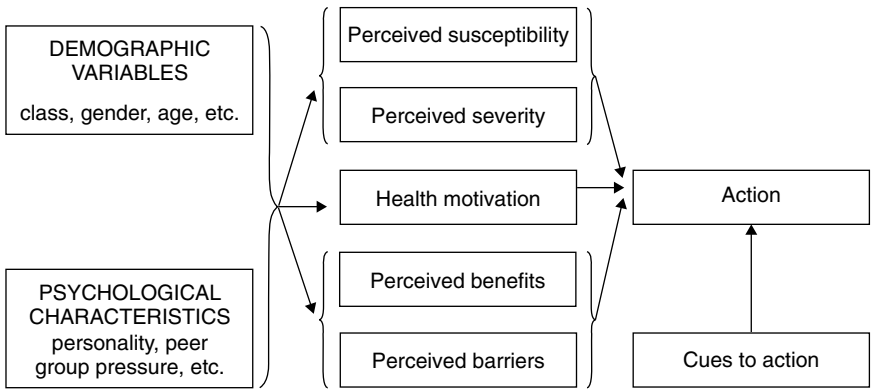 DEMOGRAPHIC
VARIABLES
class, gender, age, etc.
PSYCHOLOGICAL
CHARACTERISTICS
personality, peer
group pressure, etc.
Perceived susceptibility
Perceived severity
Health motivation
Perceived benefits
Perceived barriers
Action
Cues to action